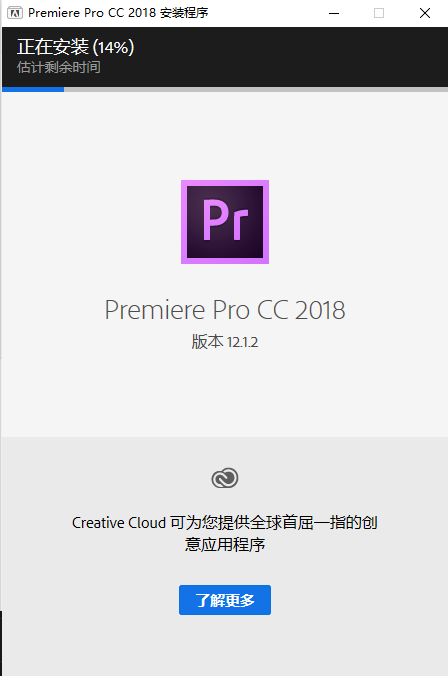 Premiere Pro CC 2018 安装程序
正在安装 (14%)
估计剩余时间
Pr
Premiere Pro CC 2018
版本 12.1.2
Creative Cloud 可为您提供全球首屈一指的创
意应用程序
了解更多